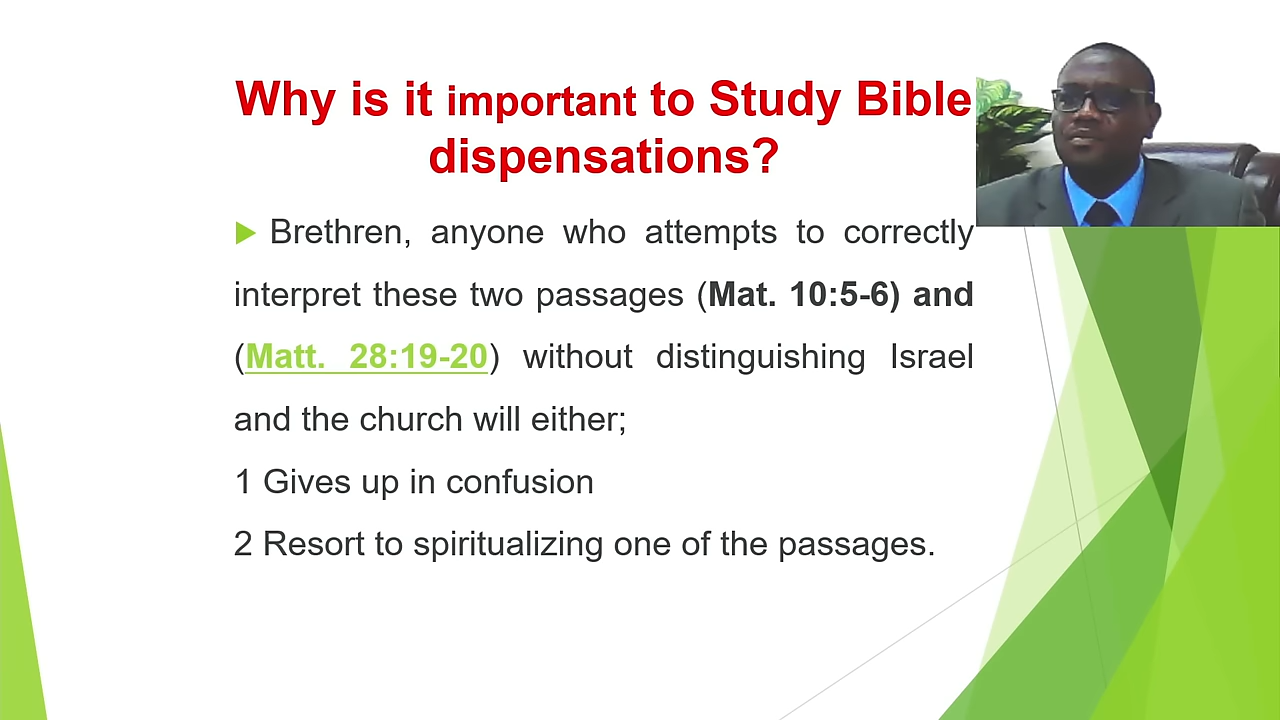 Why is it important to Study Bible
dispensations?
Brethren, anyone who attempts to correctly
interpret these two passages (Mat. 10:5-6) and
(Matt. 28:19-20) without distinguishing Israel
and the church will either;
1 Gives up in confusion
2 Resort to spiritualizing one of the passages.